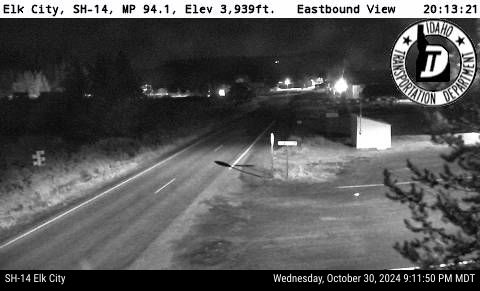 Elk City, SH-14, MP 94.1, Elev 3,939ft. Eastbound View 20:13:21
IDAHO
TRANSPORTATION DEPARTMENT
SH-14 Elk City Wednesday, October 30, 2024 9:11:50 PM MDT